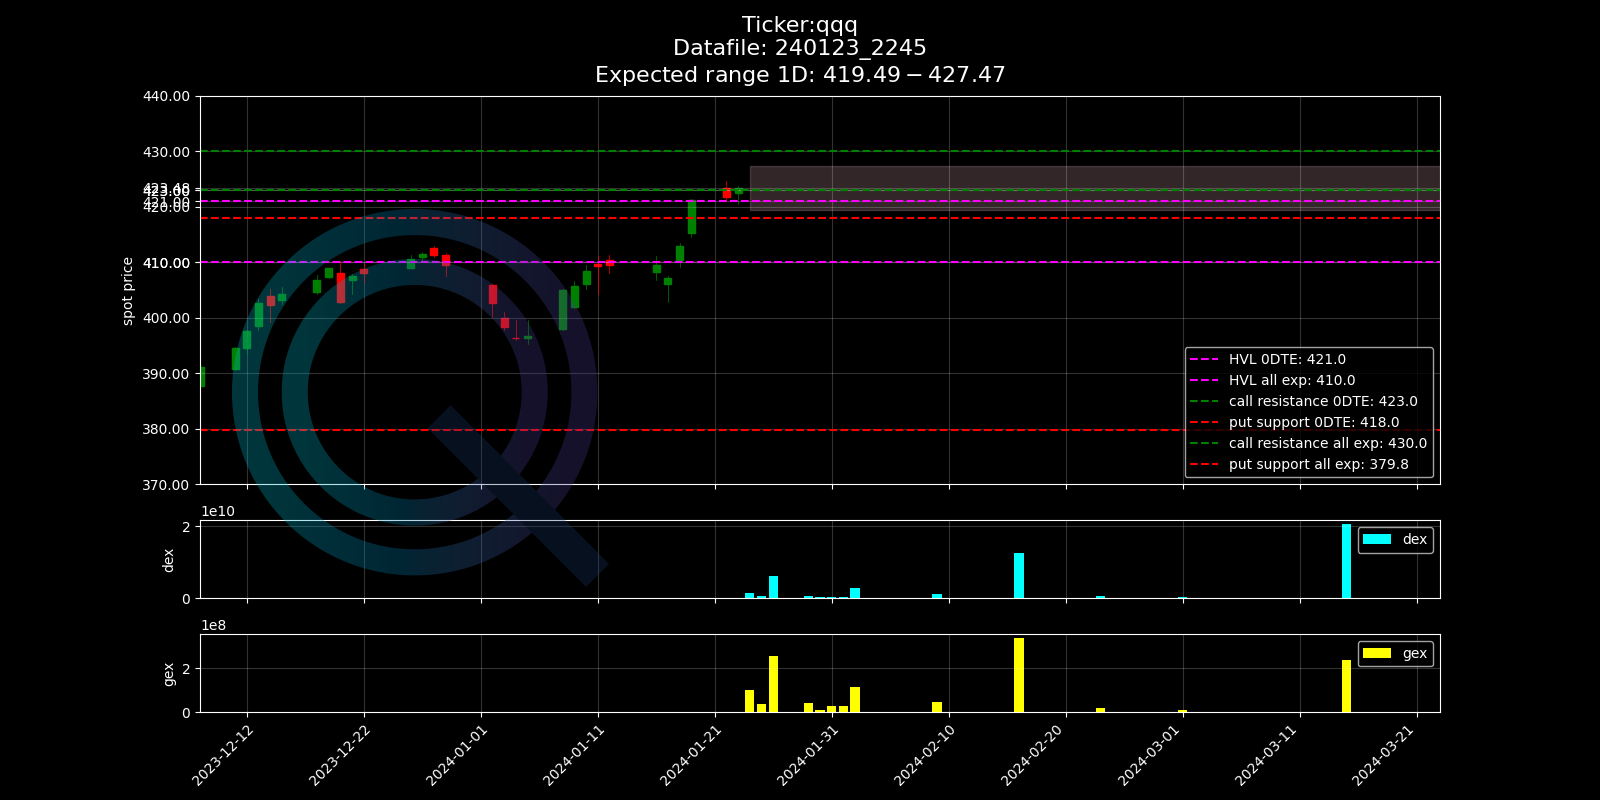 Ticker:qqq
Datafile: 240123_2245
Expected range 1D: 419.49 − 427.47
440.00
430.00
423.48
423.00
421.00
420.00
410.00
400.00
390.00
380.00
370.00
spot price
HVL 0DTE: 421.0
HVL all exp: 410.0
call resistance 0DTE: 423.0
put support 0DTE: 418.0
call resistance all exp: 430.0
put support all exp: 379.8
1e10
2
0
dex
dex
1e8
2
0
gex
gex
2023-12-12
2023-12-22
2024-01-01
2024-01-11
2024-01-21
2024-01-31
2024-02-10
2024-02-20
2024-03-01
2024-03-11
2024-03-21